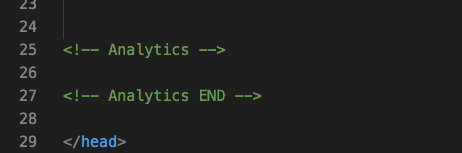 23
24
25 <!-- Analytics -->
26
27 <!-- Analytics END -->
28
29 </head>